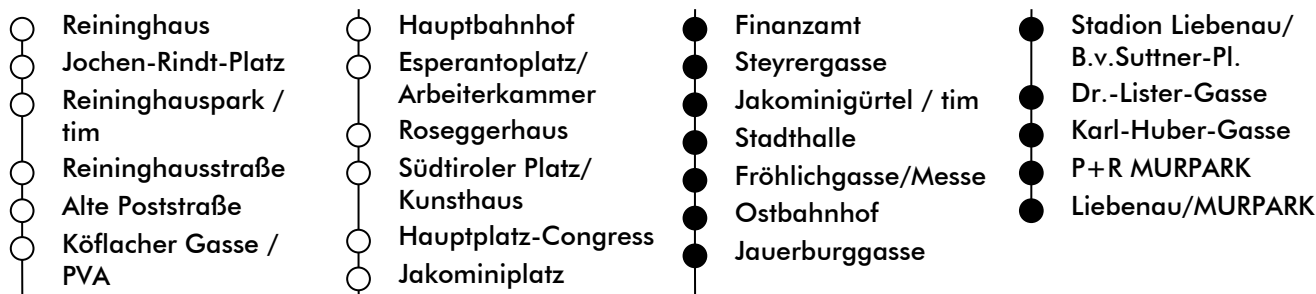 Reininghaus
Jochen-Rindt-Platz
Reininghauspark /
tim
Reininghausstraße
Alte Poststraße
Köflacher Gasse /
PVA
Hauptbahnhof
Esperantoplatz/
Arbeiterkammer
Roseggerhaus
Südtiroler Platz/
Kunsthaus
Hauptplatz-Congress
Jakominiplatz
Finanzamt
Steyrergasse
Jakominigürtel / tim
Stadthalle
Fröhlichgasse/Messe
Ostbahnhof
Jauerburggasse
Stadion Liebenau/
B.v.Suttner-Pl.
Dr.-Lister-Gasse
Karl-Huber-Gasse
P+R MURPARK
Liebenau/MURPARK